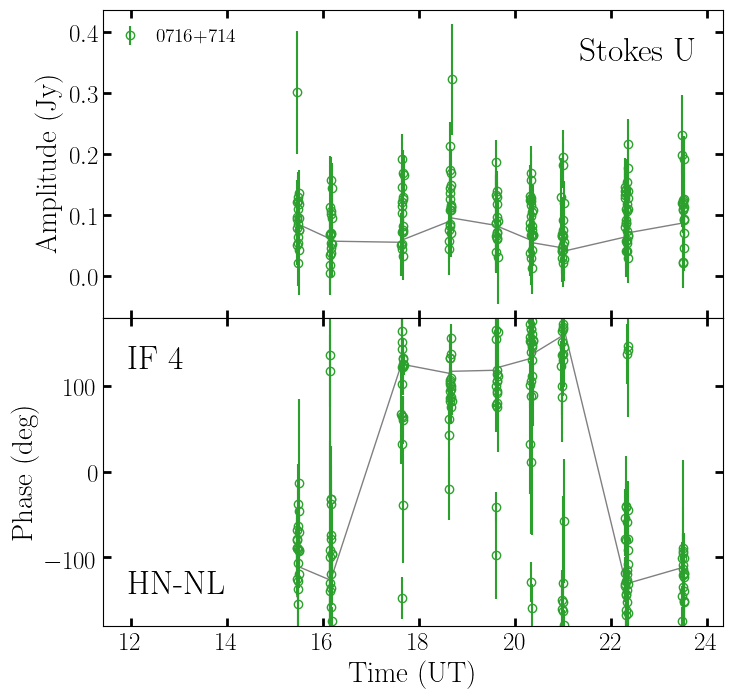 0716+714
Stokes U
0.4
0.3
0.2
0.1
0.0
Amplitude (Jy)
IF 4
HN-NL
100
0
−100
Phase (deg)
12 14 16 18 20 22 24
Time (UT)